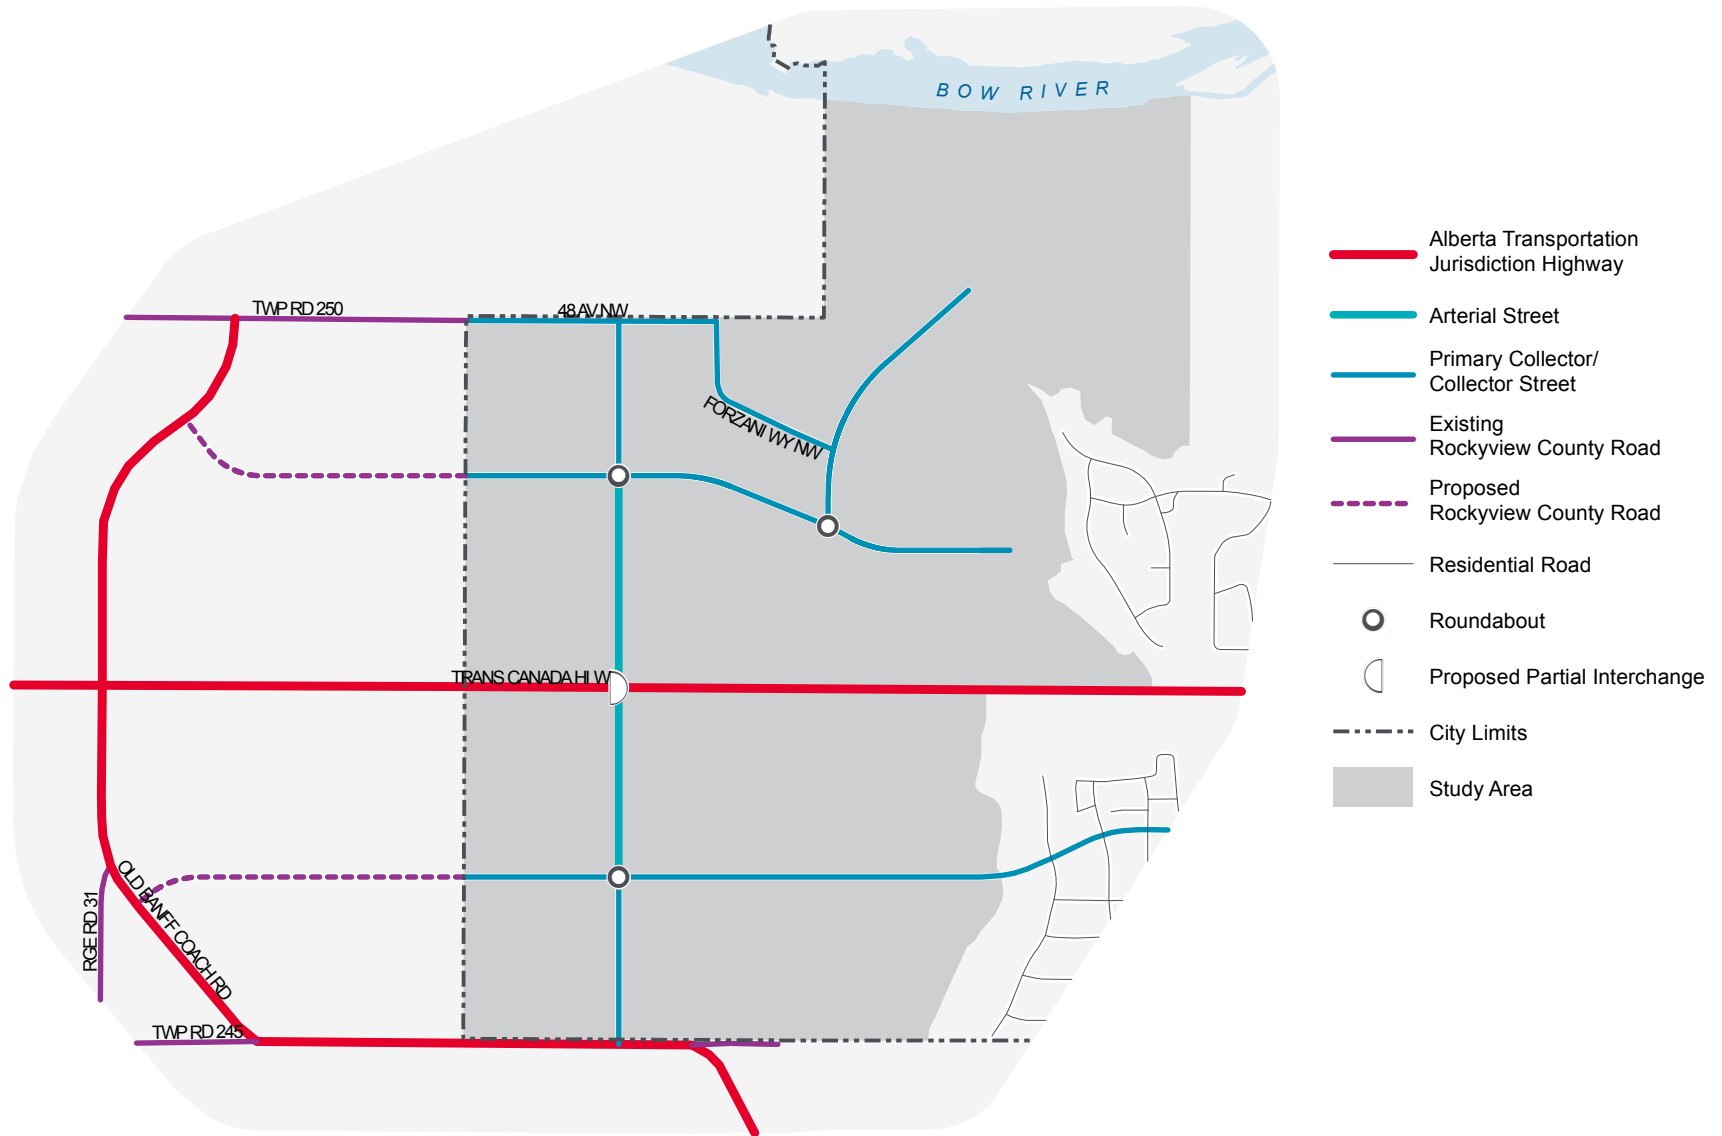 BOW RIVER
TWP RD 250
48 AV NW
FORZANI WY NW
TRANS CANADA HI W
OLD BANFF COACH RD
RGE RD 31
TWP RD 245
Alberta Transportation
Jurisdiction Highway
Arterial Street
Primary Collector/
Collector Street
Existing
Rockyview County Road
Proposed
Rockyview County Road
Residential Road
Roundabout
Proposed Partial Interchange
City Limits
Study Area